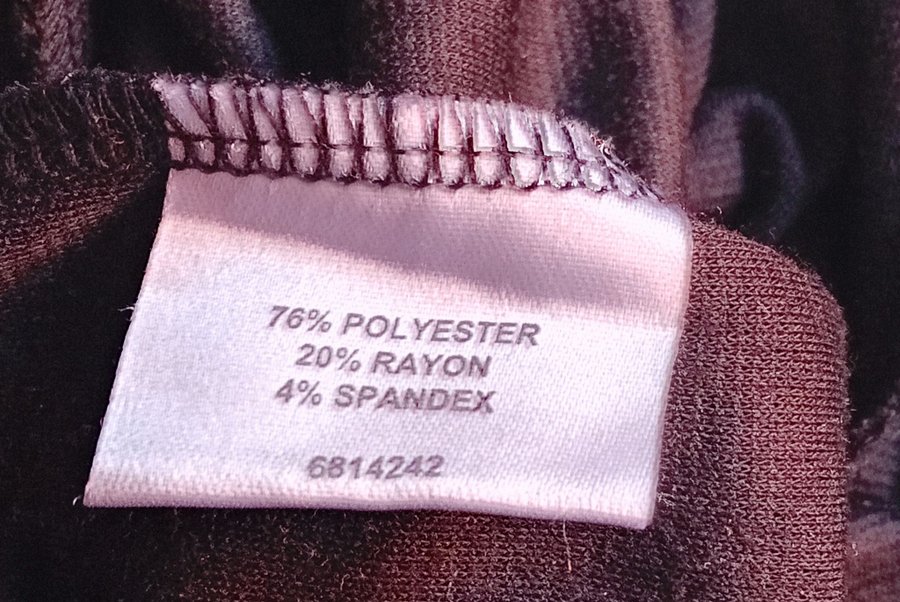 76% POLYESTER
20% RAYON
4% SPANDEX
6814242